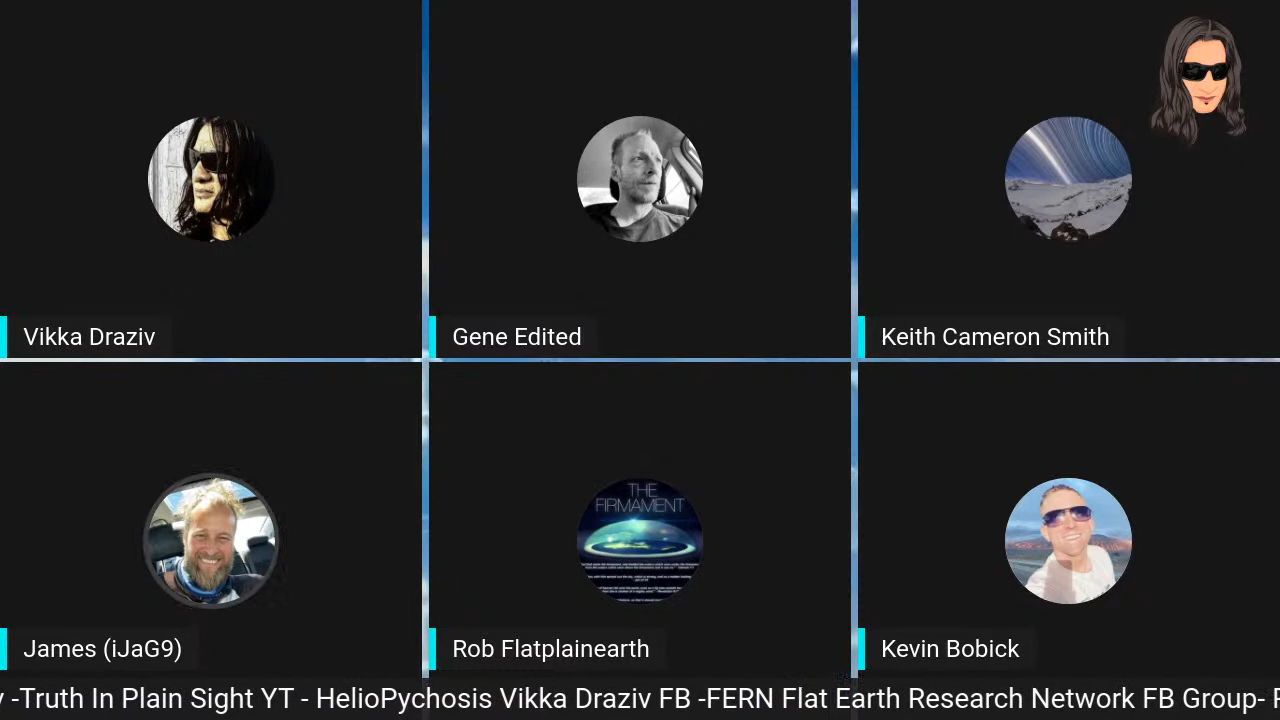 Vikka Draziv
Gene Edited
Keith Cameron Smith
THE
FIRMAMENT
James (iJaG9)
Rob Flatplainearth
Kevin Bobick
-Truth In Plain Sight YT - HelioPychosis Vikka Draziv FB -FERN Flat Earth Research Network FB Group-